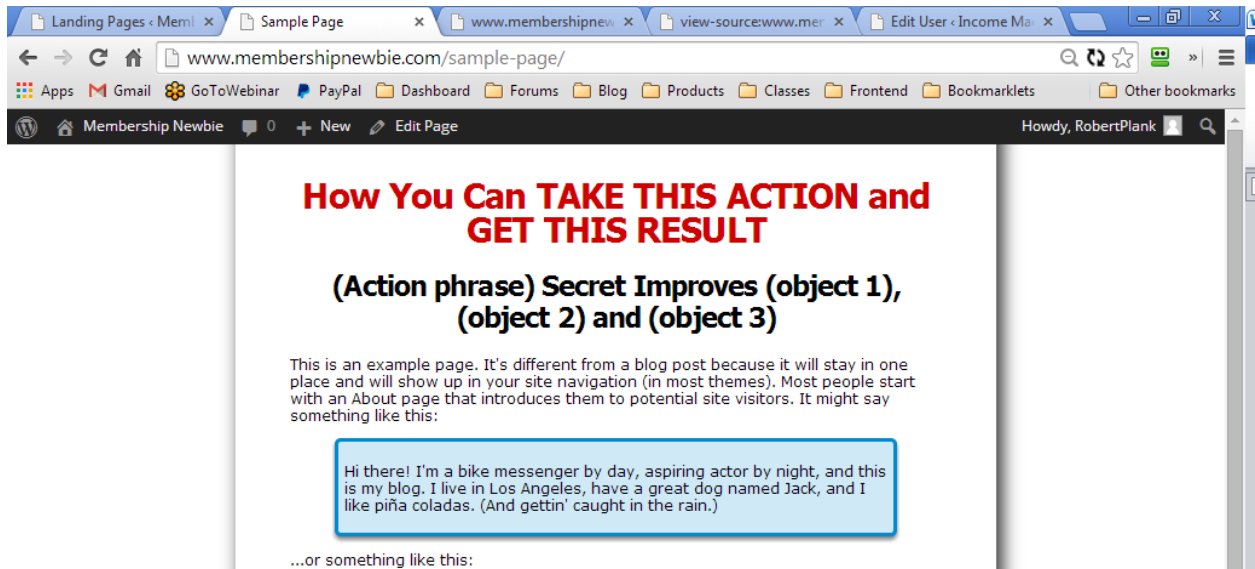 Landing Pages ‹ Meml
Sample Page
www.membershipnew
view-source:www.mer
Edit User ‹ Income Ma
www.membershipnewbie.com/sample-page/
Apps Gmail GoToWebinar PayPal Dashboard Forums Blog Products Classes Frontend Bookmarklets » Other bookmarks
Membership Newbie 0 + New Edit Page Howdy, RobertPlank
How You Can TAKE THIS ACTION and
GET THIS RESULT
(Action phrase) Secret Improves (object 1),
(object 2) and (object 3)
This is an example page. It's different from a blog post because it will stay in one
place and will show up in your site navigation (in most themes). Most people start
with an About page that introduces them to potential site visitors. It might say
something like this:
Hi there! I'm a bike messenger by day, aspiring actor by night, and this
is my blog. I live in Los Angeles, have a great dog named Jack, and I
like piña coladas. (And gettin' caught in the rain.)
...or something like this: